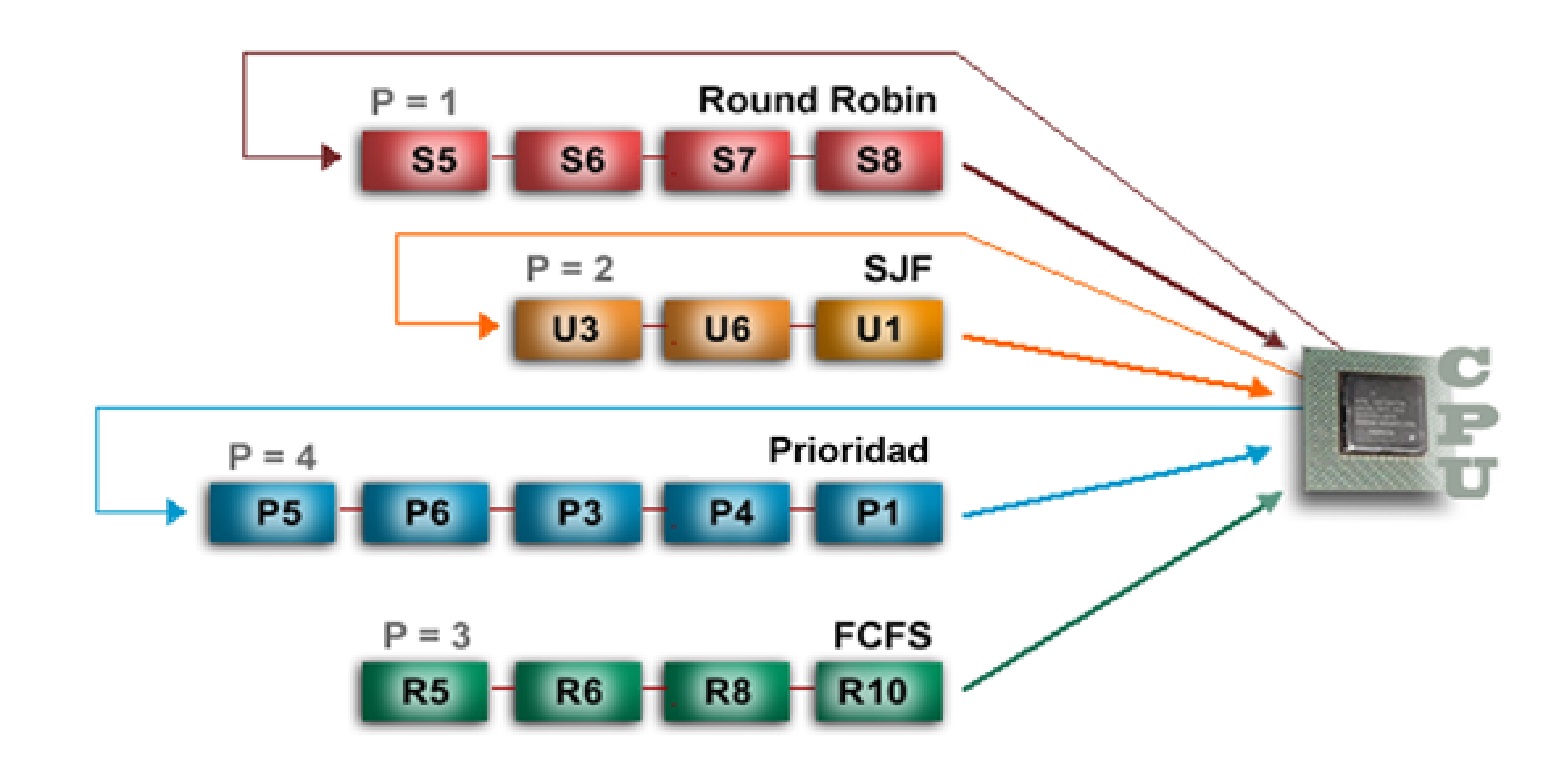 P = 1
Round Robin
S5 S6 S7 S8
P = 2
SJF
U3 U6 U1
CPU
P = 4
Prioridad
P5 P6 P3 P4 P1
P = 3
FCFS
R5 R6 R8 R10